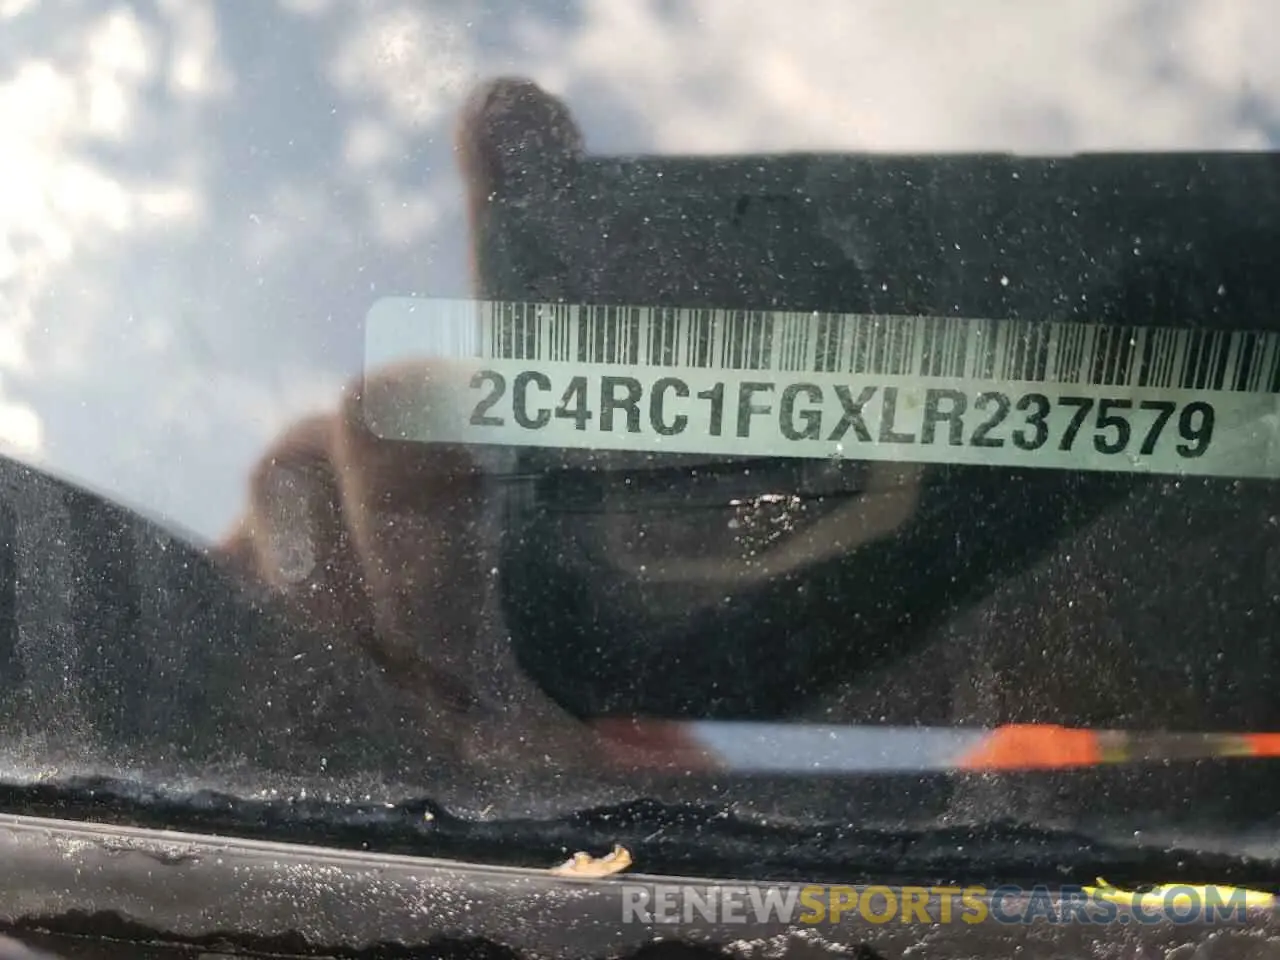 2C4RC1FGXLR237579
RENEWSPORTSCARS.COM